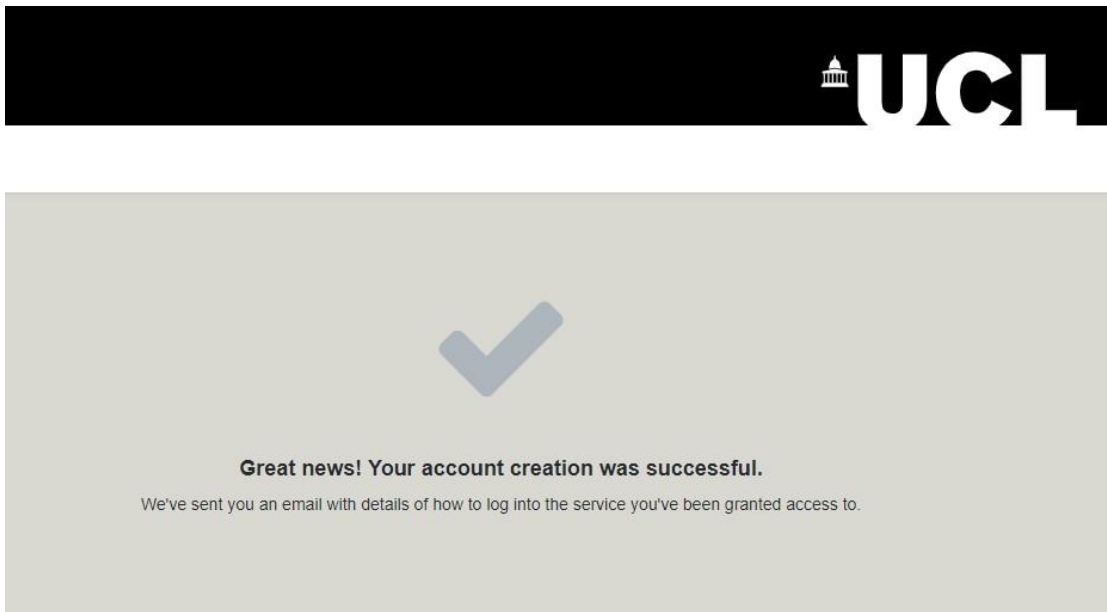 UCL
Great news! Your account creation was successful.
We've sent you an email with details of how to log into the service you've been granted access to.